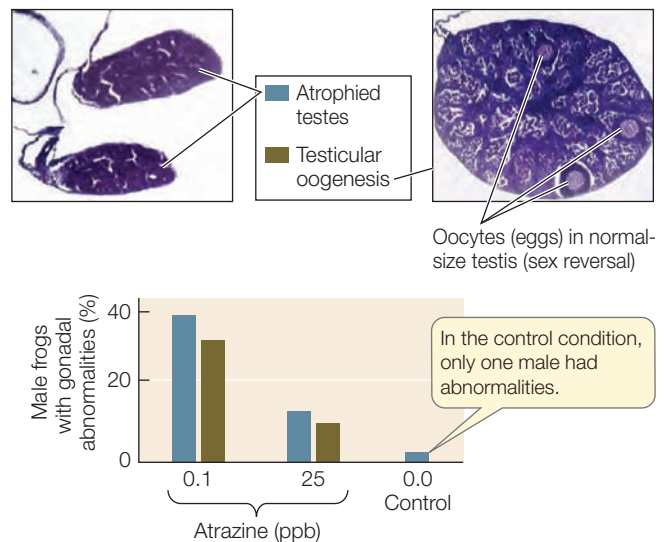 Atrophied
testes
Testicular
oogenesis
Oocytes (eggs) in normal-
size testis (sex reversal)
Male frogs
with gonadal
abnormalities (%)
40
20
0
In the control condition,
only one male had
abnormalities.
0.1
25
0.0
Control
Atrazine (ppb)